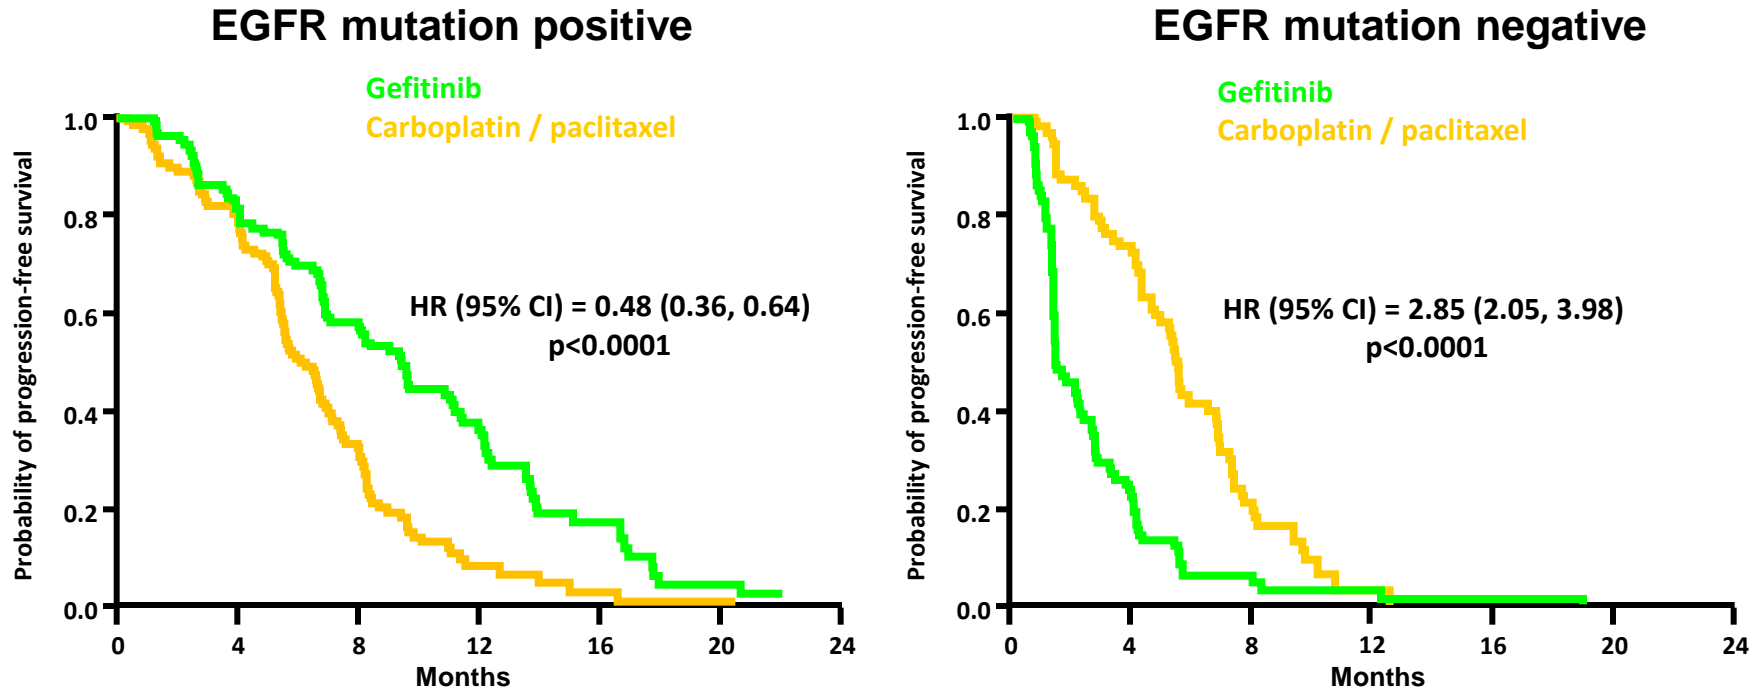 EGFR mutation positive
Gefitinib
Carboplatin / paclitaxel
Probability of progression-free survival
1.0
0.8
0.6
0.4
0.2
0.0
HR (95% CI) = 0.48 (0.36, 0.64)
p<0.0001
0 4 8 12 16 20 24
Months
EGFR mutation negative
Gefitinib
Carboplatin / paclitaxel
Probability of progression-free survival
1.0
0.8
0.6
0.4
0.2
0.0
HR (95% CI) = 2.85 (2.05, 3.98)
p<0.0001
0 4 8 12 16 20 24
Months